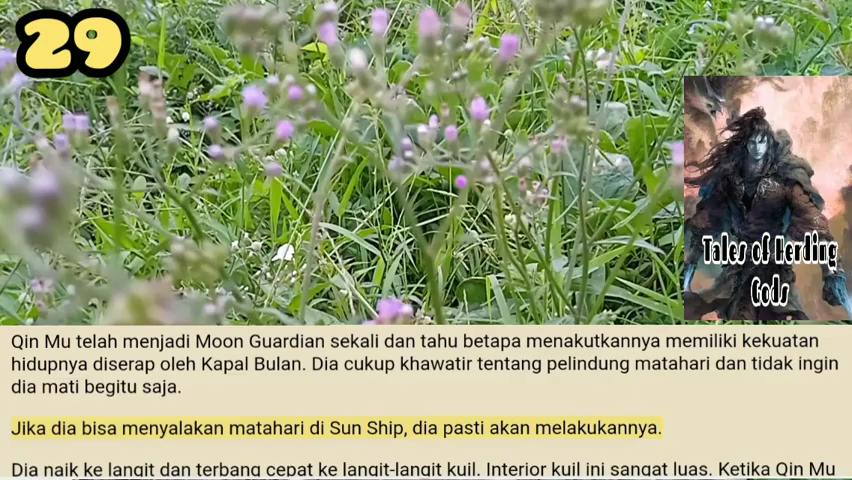 29
Tales of Herding
Gods
Qin Mu telah menjadi Moon Guardian sekali dan tahu betapa menakutkannya memiliki kekuatan
hidupnya diserap oleh Kapal Bulan. Dia cukup khawatir tentang pelindung matahari dan tidak ingin
dia mati begitu saja.
Jika dia bisa menyalakan matahari di Sun Ship, dia pasti akan melakukannya.
Dia naik ke langit dan terbang cepat ke langit-langit kuil. Interior kuil ini sangat luas. Ketika Qin Mu